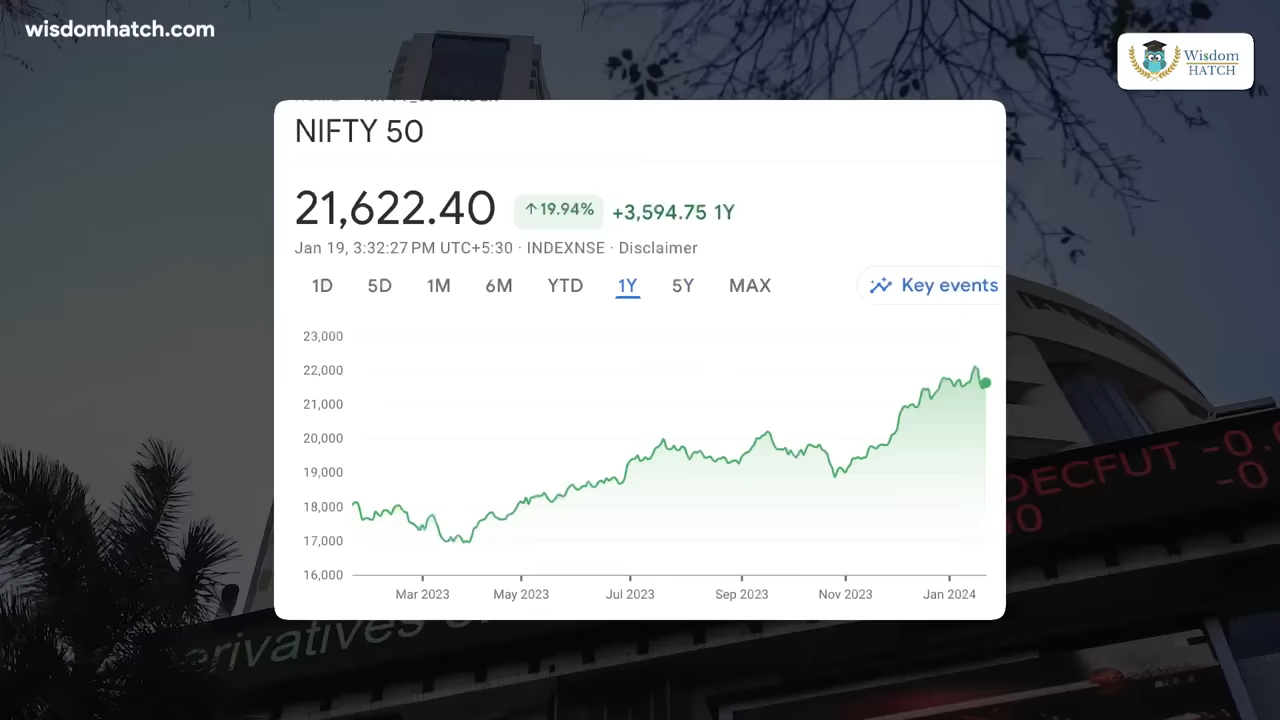 wisdomhatch.com
Wisdom
HATCH
NIFTY 50
21,622.40 ↑19.94% +3,594.75 1Y
Jan 19, 3:32:27 PM UTC+5:30 · INDEXNSE · Disclaimer
1D 5D 1M 6M YTD 1Y 5Y MAX Key events
23,000
22,000
21,000
20,000
19,000
18,000
17,000
16,000
Mar 2023 May 2023 Jul 2023 Sep 2023 Nov 2023 Jan 2024
DECFUT -0.
-0